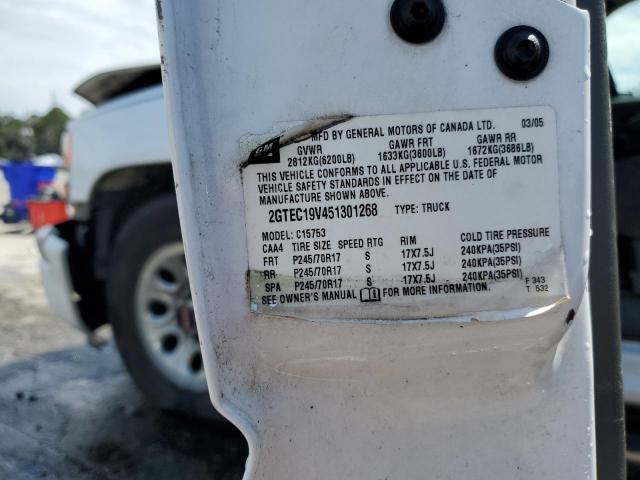 MFD BY GENERAL MOTORS OF CANADA LTD. 03/05
GM GVWR GAWR FRT GAWR RR
2812KG(6200LB) 1633KG(3600LB) 1672KG(3686LB)
THIS VEHICLE CONFORMS TO ALL APPLICABLE U.S. FEDERAL MOTOR
VEHICLE SAFETY STANDARDS IN EFFECT ON THE DATE OF
MANUFACTURE SHOWN ABOVE.
2GTEC19V451301268 TYPE: TRUCK
MODEL: C15753
CAA4 TIRE SIZE SPEED RTG RIM COLD TIRE PRESSURE
FRT P245/70R17 S 17X7.5J 240KPA(35PSI)
RR P245/70R17 S 17X7.5J 240KPA(35PSI)
SPA P245/70R17 S 17X7.5J 240KPA(35PSI)
SEE OWNER'S MANUAL FOR MORE INFORMATION. F 343
T 532